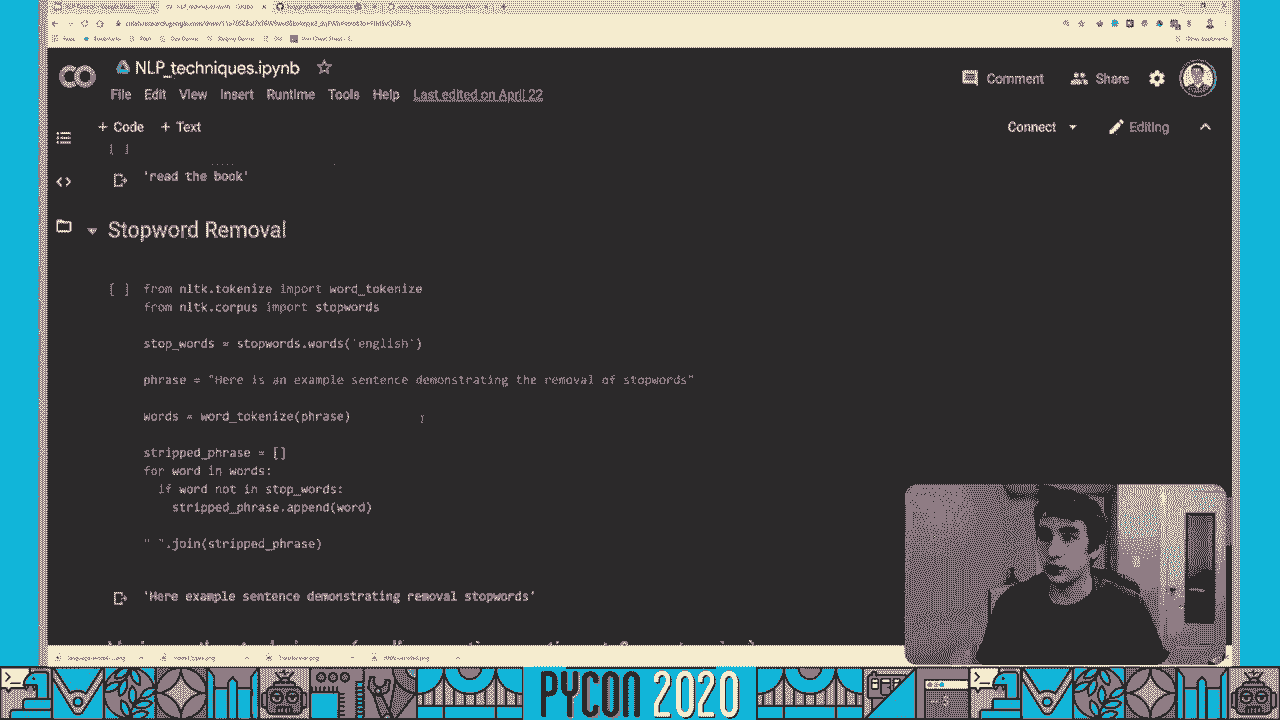 NLP_techniques.ipynb
Comment
Share
File Edit View Insert Runtime Tools Help Last edited on April 22
+ Code + Text
Connect
Editing
[ ]
'read the book'
Stopword Removal
[ ] from nltk.tokenize import word_tokenize
from nltk.corpus import stopwords
stop_words = stopwords.words('english')
phrase = "Here is an example sentence demonstrating the removal of stopwords"
words = word_tokenize(phrase)
stripped_phrase = []
for word in words:
if word not in stop_words:
stripped_phrase.append(word)
" ".join(stripped_phrase)
'Here example sentence demonstrating removal stopwords'
PYCON 2020